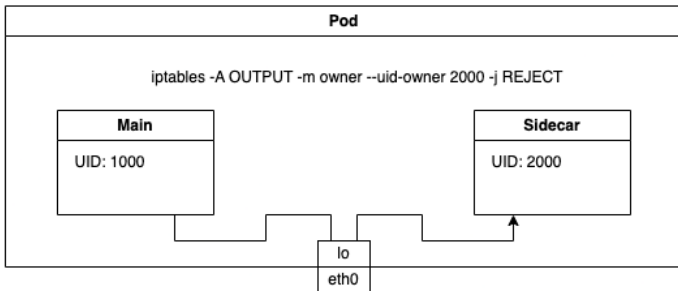 Pod
iptables -A OUTPUT -m owner --uid-owner 2000 -j REJECT
Main
Sidecar
UID: 1000
UID: 2000
lo
eth0